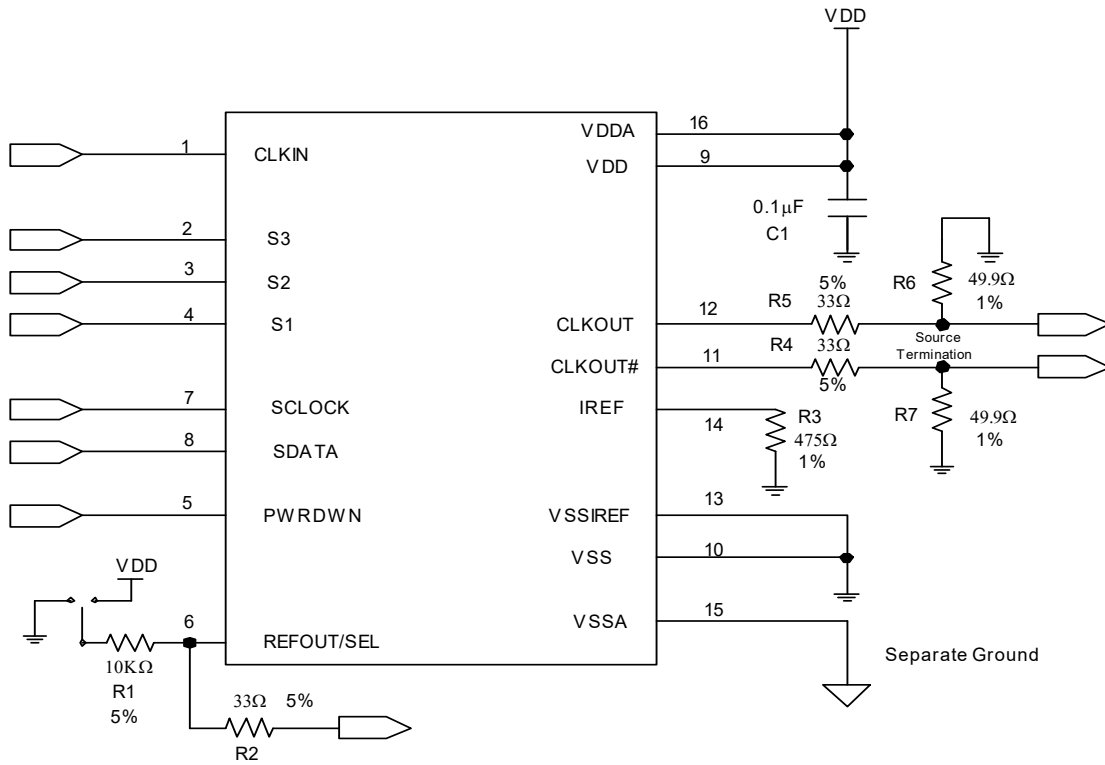 VDD
VDDA
16
VDD
9
1
CLKIN
0.1µF
C1
2
S3
3
S2
4
S1
5%
R5
33Ω
R6
49.9Ω
1%
CLKOUT
12
Source
Termination
R4
33Ω
5%
CLKOUT#
11
7
SCLOCK
IREF
14
R3
475Ω
1%
R7
49.9Ω
1%
8
SDATA
5
PWRDWN
VSSIREF
13
VSS
10
VDD
VSSA
15
6
REFOUT/SEL
10KΩ
R1
5%
Separate Ground
33Ω 5%
R2